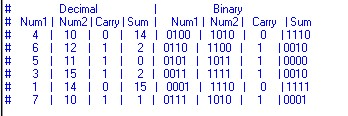 # Decimal | Binary
# Num1 | Num2 | Carry | Sum | Num1 | Num2 | Carry | Sum
# 4 | 10 | 0 | 14 | 0100 | 1010 | 0 | 1110
# 6 | 12 | 1 | 2 | 0110 | 1100 | 1 | 0010
# 5 | 11 | 1 | 0 | 0101 | 1011 | 1 | 0000
# 3 | 15 | 1 | 2 | 0011 | 1111 | 1 | 0010
# 1 | 14 | 0 | 15 | 0001 | 1110 | 0 | 1111
# 7 | 10 | 1 | 1 | 0111 | 1010 | 1 | 0001